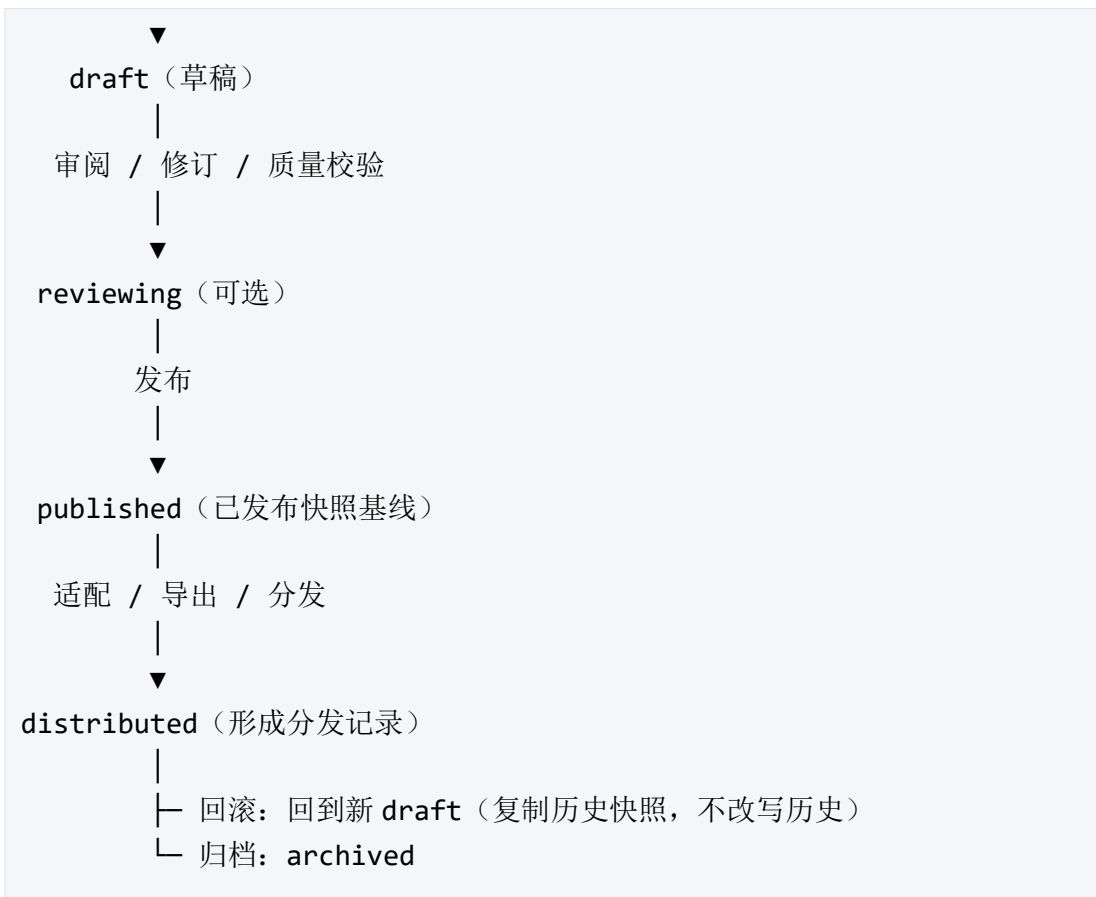 draft（草稿）
审阅 / 修订 / 质量校验
reviewing（可选）
发布
published（已发布快照基线）
适配 / 导出 / 分发
distributed（形成分发记录）
├─ 回滚：回到新 draft（复制历史快照，不改写历史）
└─ 归档：archived